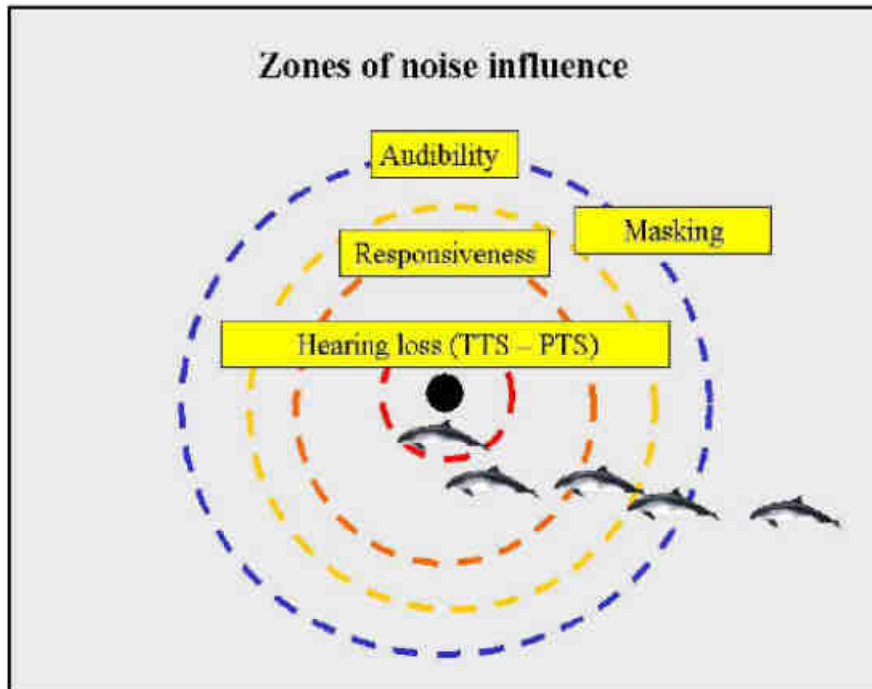 Zones of noise influence
Audibility
Masking
Responsiveness
Hearing loss (TTS – PTS)